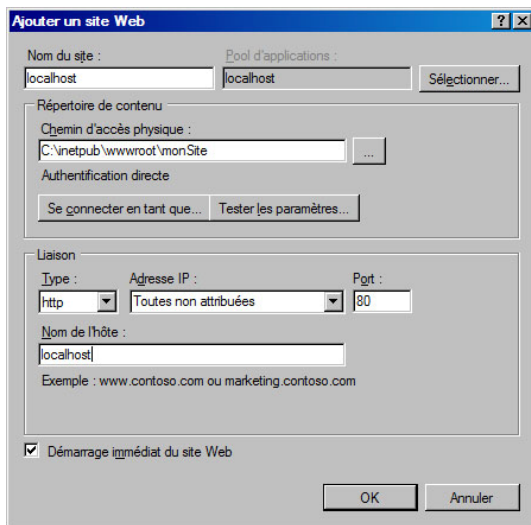 Ajouter un site Web
Nom du site :
Pool d'applications :
localhost
localhost
Sélectionner...
Répertoire de contenu
Chemin d'accès physique :
C:\inetpub\wwwroot\monSite
...
Authentification directe
Se connecter en tant que...
Tester les paramètres...
Liaison
Type :
Adresse IP :
Port :
http
Toutes non attribuées
80
Nom de l'hôte :
localhost
Exemple : www.contoso.com ou marketing.contoso.com
Démarrage immédiat du site Web
OK
Annuler